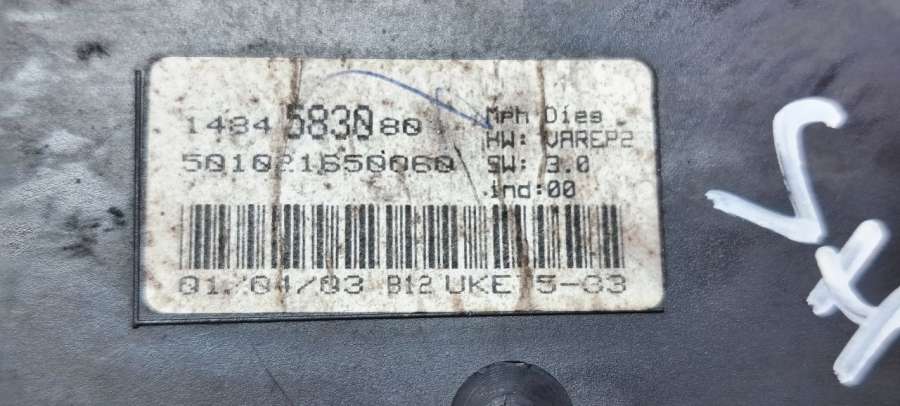 1484 5830 80
501021650060
Mph Dies
HW: VAREP2
SW: 3.0
ind:00
01/04/03 B12 UKE 5-33